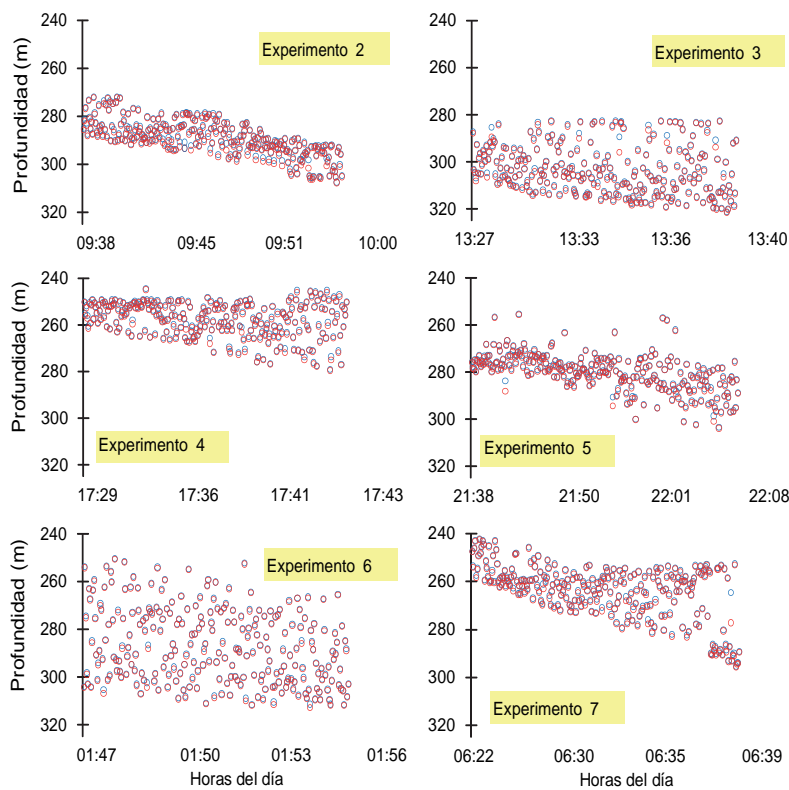 Profundidad (m)
240
260
280
300
320
Experimento 2
09:38 09:45 09:51 10:00
240
260
280
300
320
Experimento 3
13:27 13:33 13:36 13:40
Profundidad (m)
240
260
280
300
320
Experimento 4
17:29 17:36 17:41 17:43
240
260
280
300
320
Experimento 5
21:38 21:50 22:01 22:08
Profundidad (m)
240
260
280
300
320
Experimento 6
01:47 01:50 01:53 01:56
Horas del día
240
260
280
300
320
Experimento 7
06:22 06:30 06:35 06:39
Horas del día